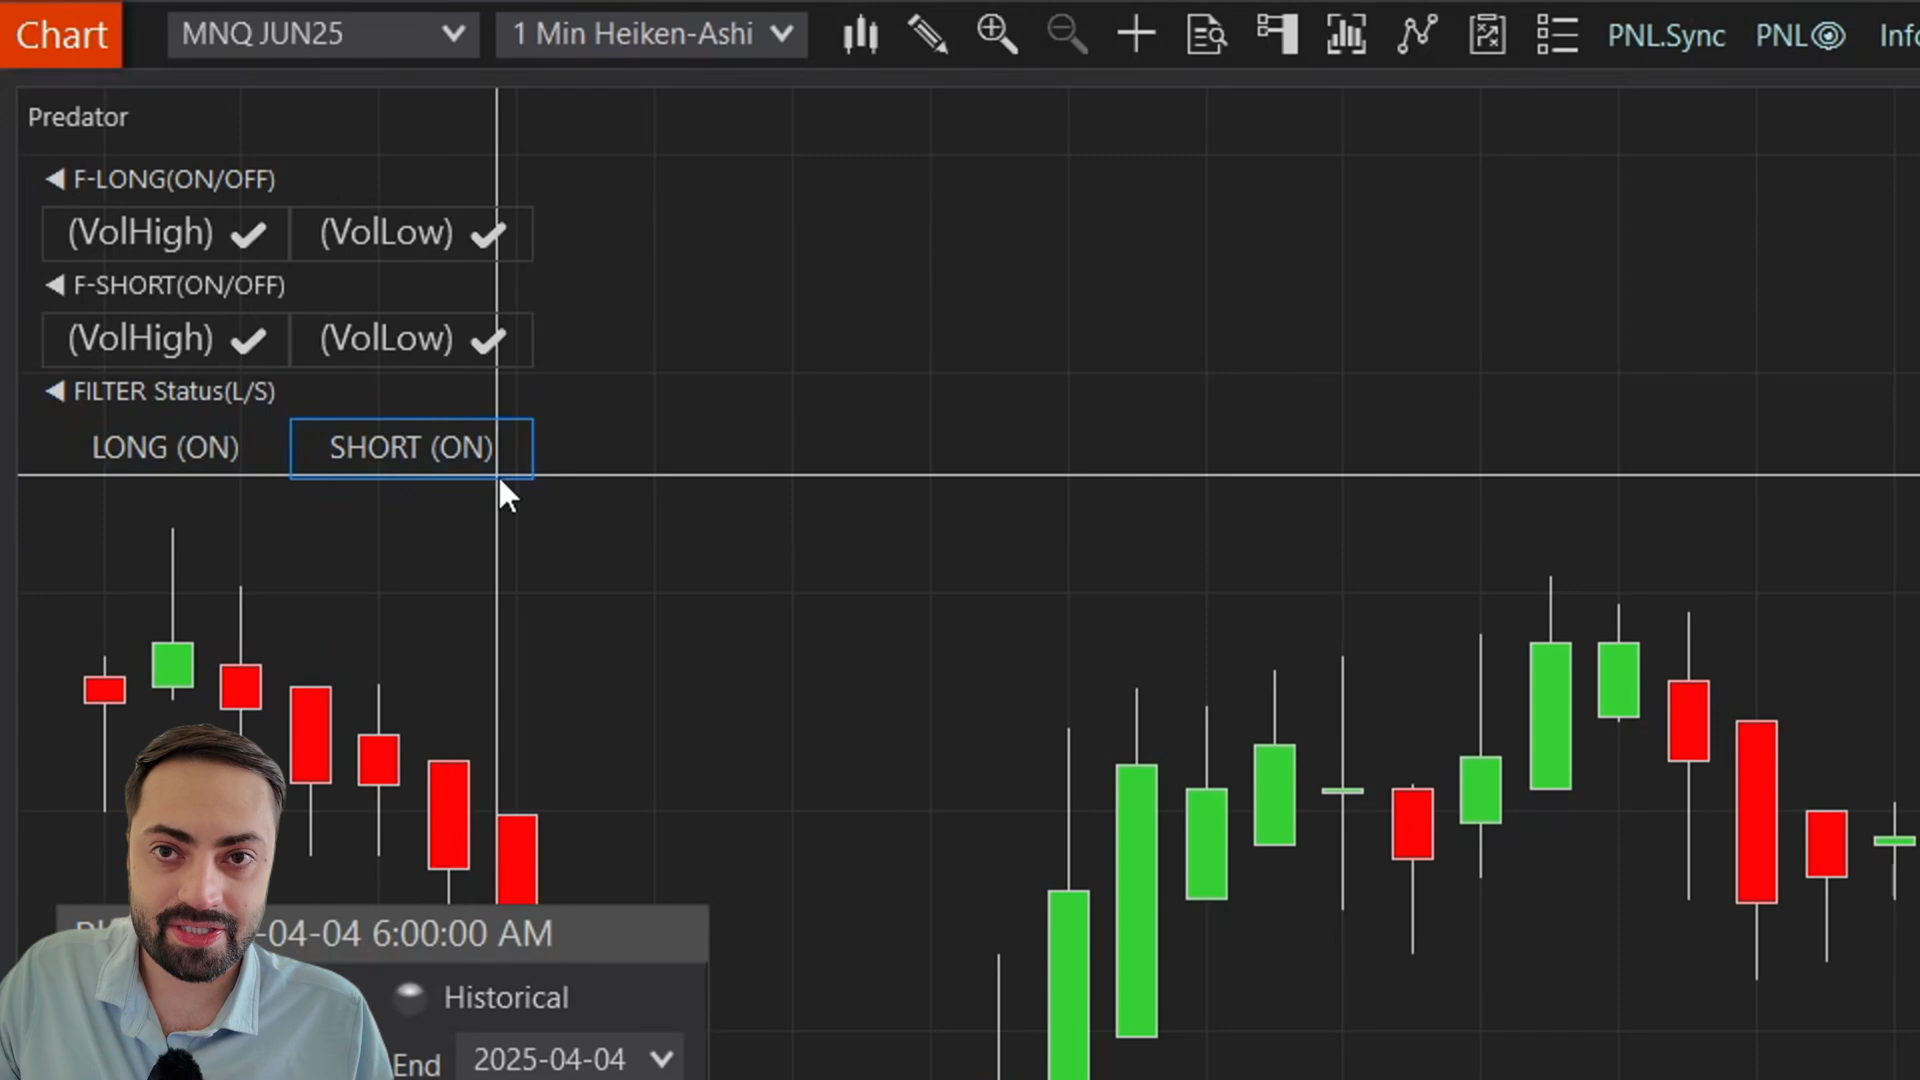 Chart
MNQ JUN25
1 Min Heiken-Ashi
PNL.Sync
PNL
Predator
F-LONG(ON/OFF)
(VolHigh) (VolLow)
F-SHORT(ON/OFF)
(VolHigh) (VolLow)
FILTER Status(L/S)
LONG (ON) SHORT (ON)
-04-04 6:00:00 AM
Historical
End 2025-04-04